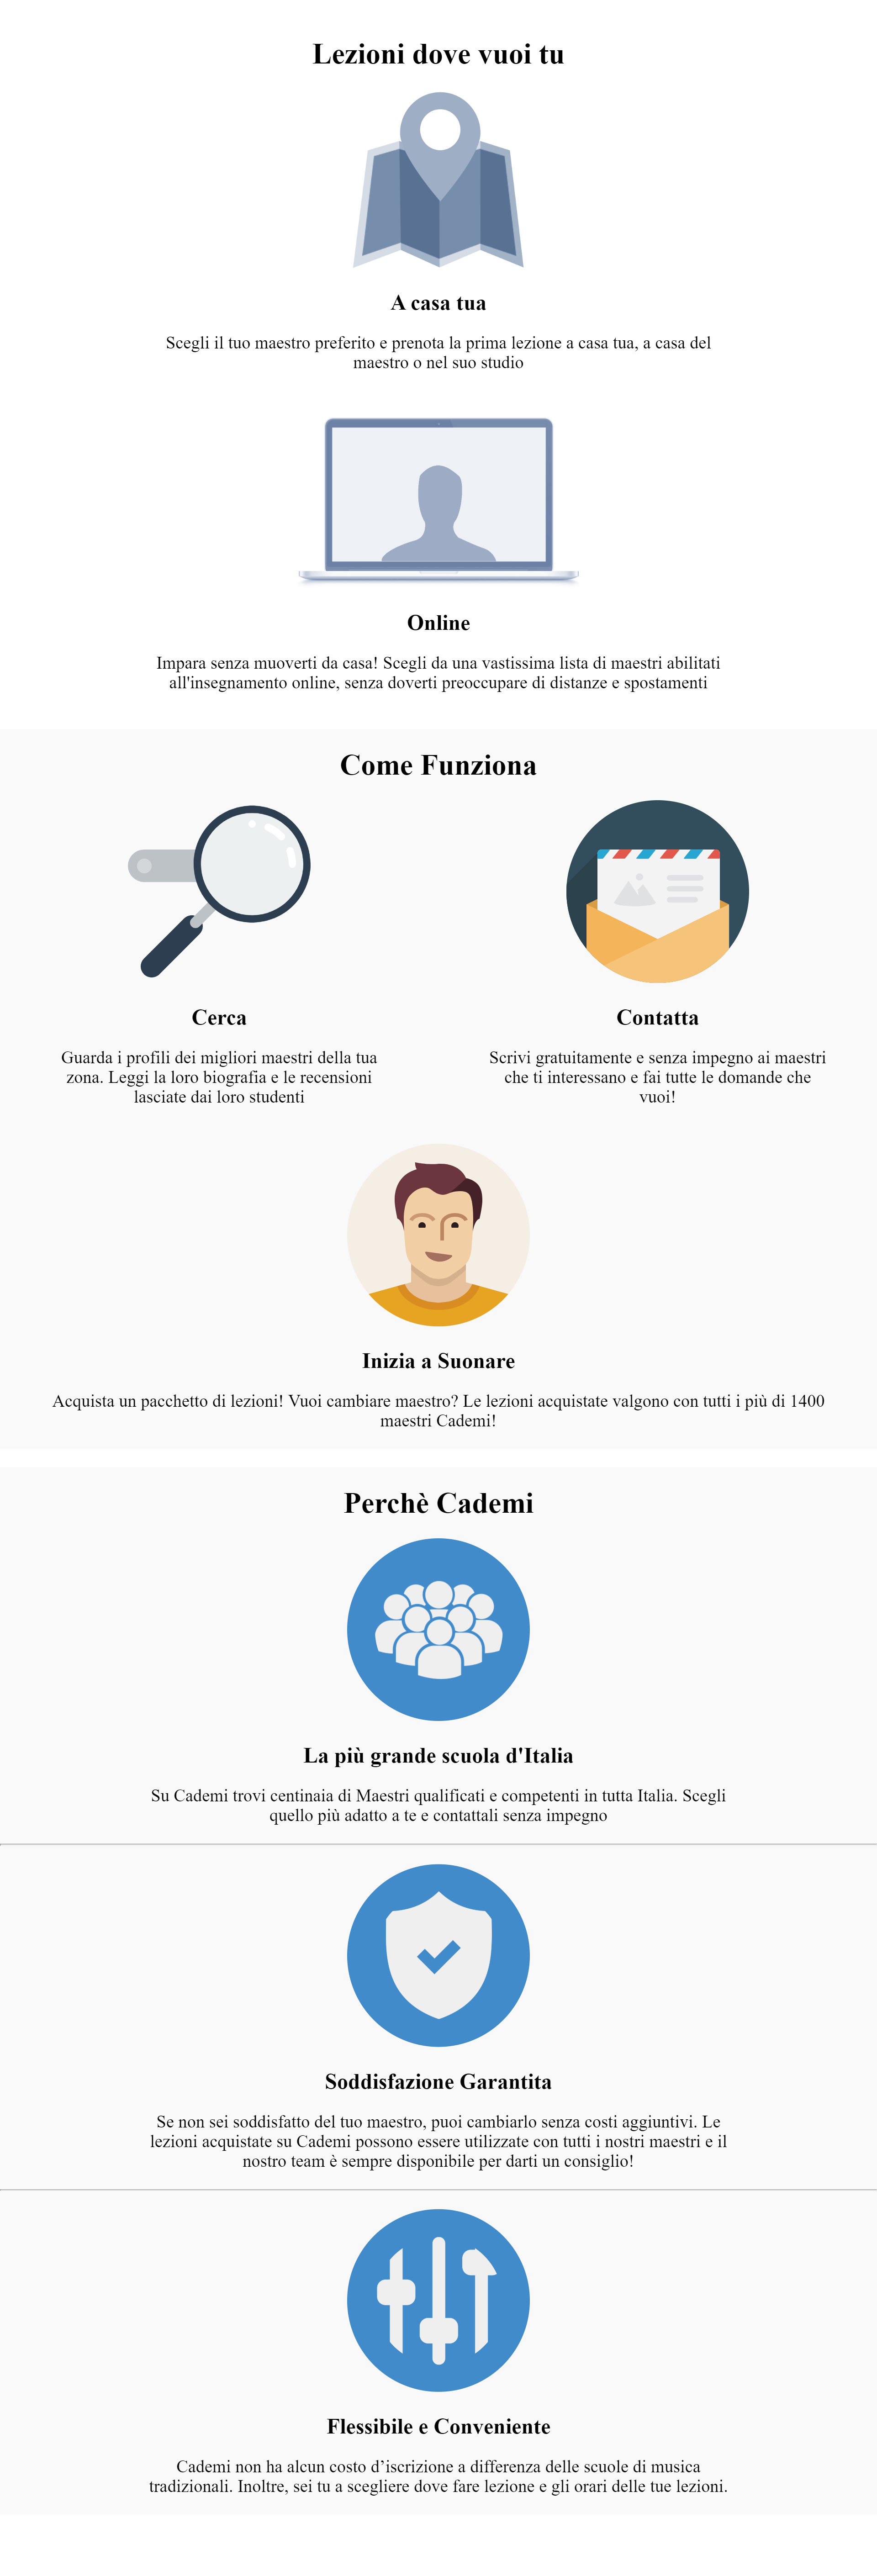 Lezioni dove vuoi tu
A casa tua
Scegli il tuo maestro preferito e prenota la prima lezione a casa tua, a casa del
maestro o nel suo studio
Online
Impara senza muoverti da casa! Scegli da una vastissima lista di maestri abilitati
all'insegnamento online, senza doverti preoccupare di distanze e spostamenti
Come Funziona
Cerca
Guarda i profili dei migliori maestri della tua
zona. Leggi la loro biografia e le recensioni
lasciate dai loro studenti
Contatta
Scrivi gratuitamente e senza impegno ai maestri
che ti interessano e fai tutte le domande che
vuoi!
Inizia a Suonare
Acquista un pacchetto di lezioni! Vuoi cambiare maestro? Le lezioni acquistate valgono con tutti i più di 1400
maestri Cademi!
Perchè Cademi
La più grande scuola d'Italia
Su Cademi trovi centinaia di Maestri qualificati e competenti in tutta Italia. Scegli
quello più adatto a te e contattali senza impegno
Soddisfazione Garantita
Se non sei soddisfatto del tuo maestro, puoi cambiarlo senza costi aggiuntivi. Le
lezioni acquistate su Cademi possono essere utilizzate con tutti i nostri maestri e il
nostro team è sempre disponibile per darti un consiglio!
Flessibile e Conveniente
Cademi non ha alcun costo d’iscrizione a differenza delle scuole di musica
tradizionali. Inoltre, sei tu a scegliere dove fare lezione e gli orari delle tue lezioni.